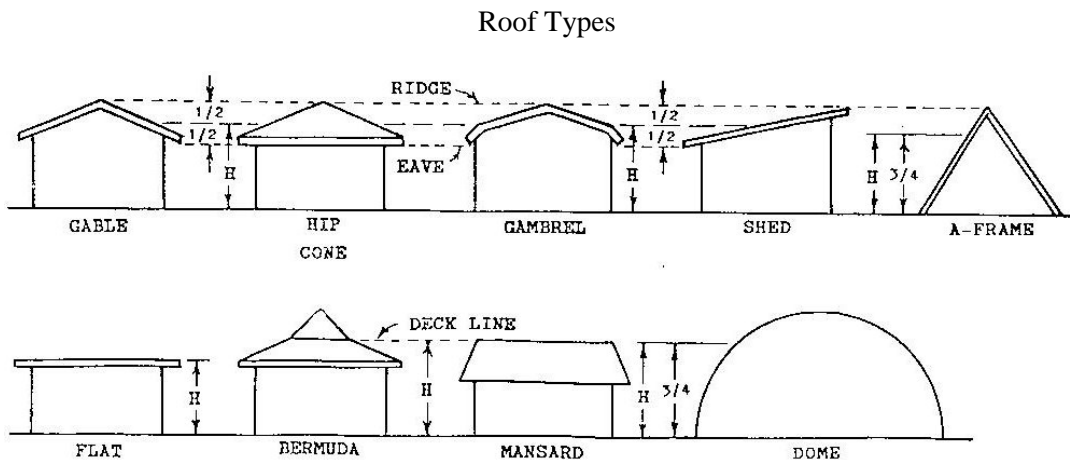 Roof Types
RIDGE
1/2
1/2
1/2
1/2
EAVE
H
H
H
3/4
GABLE
HIP
GAMBREL
SHED
A-FRAME
CONE
DECK LINE
H
H
H
3/4
FLAT
BERMUDA
MANSARD
DOME